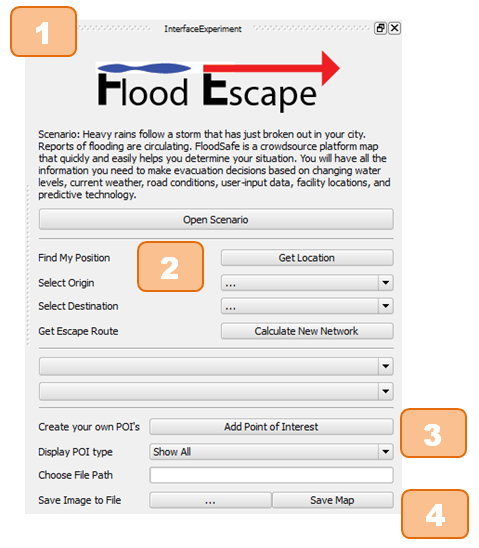 1
InterfaceExperiment
Flood Escape
Scenario: Heavy rains follow a storm that has just broken out in your city.
Reports of flooding are circulating. FloodSafe is a crowdsource platform map
that quickly and easily helps you determine your situation. You will have all the
information you need to make evacuation decisions based on changing water
levels, current weather, road conditions, user-input data, facility locations, and
predictive technology.
Open Scenario
Find My Position 2 Get Location
Select Origin ...
Select Destination ...
Get Escape Route Calculate New Network
Create your own POI's Add Point of Interest 3
Display POI type Show All
Choose File Path
Save Image to File ... Save Map 4